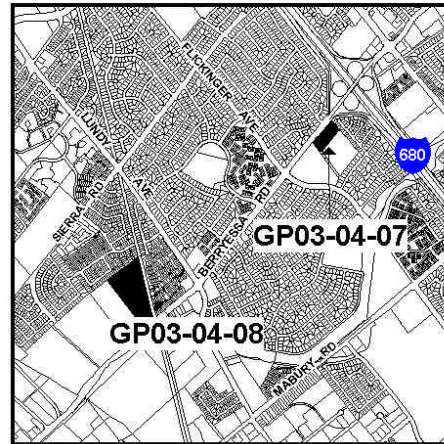 FLICKINGER AVE
LUNDY AVE
680
SIERRA RD
BERRYESSA RD
GP03-04-07
GP03-04-08
MABURY RD